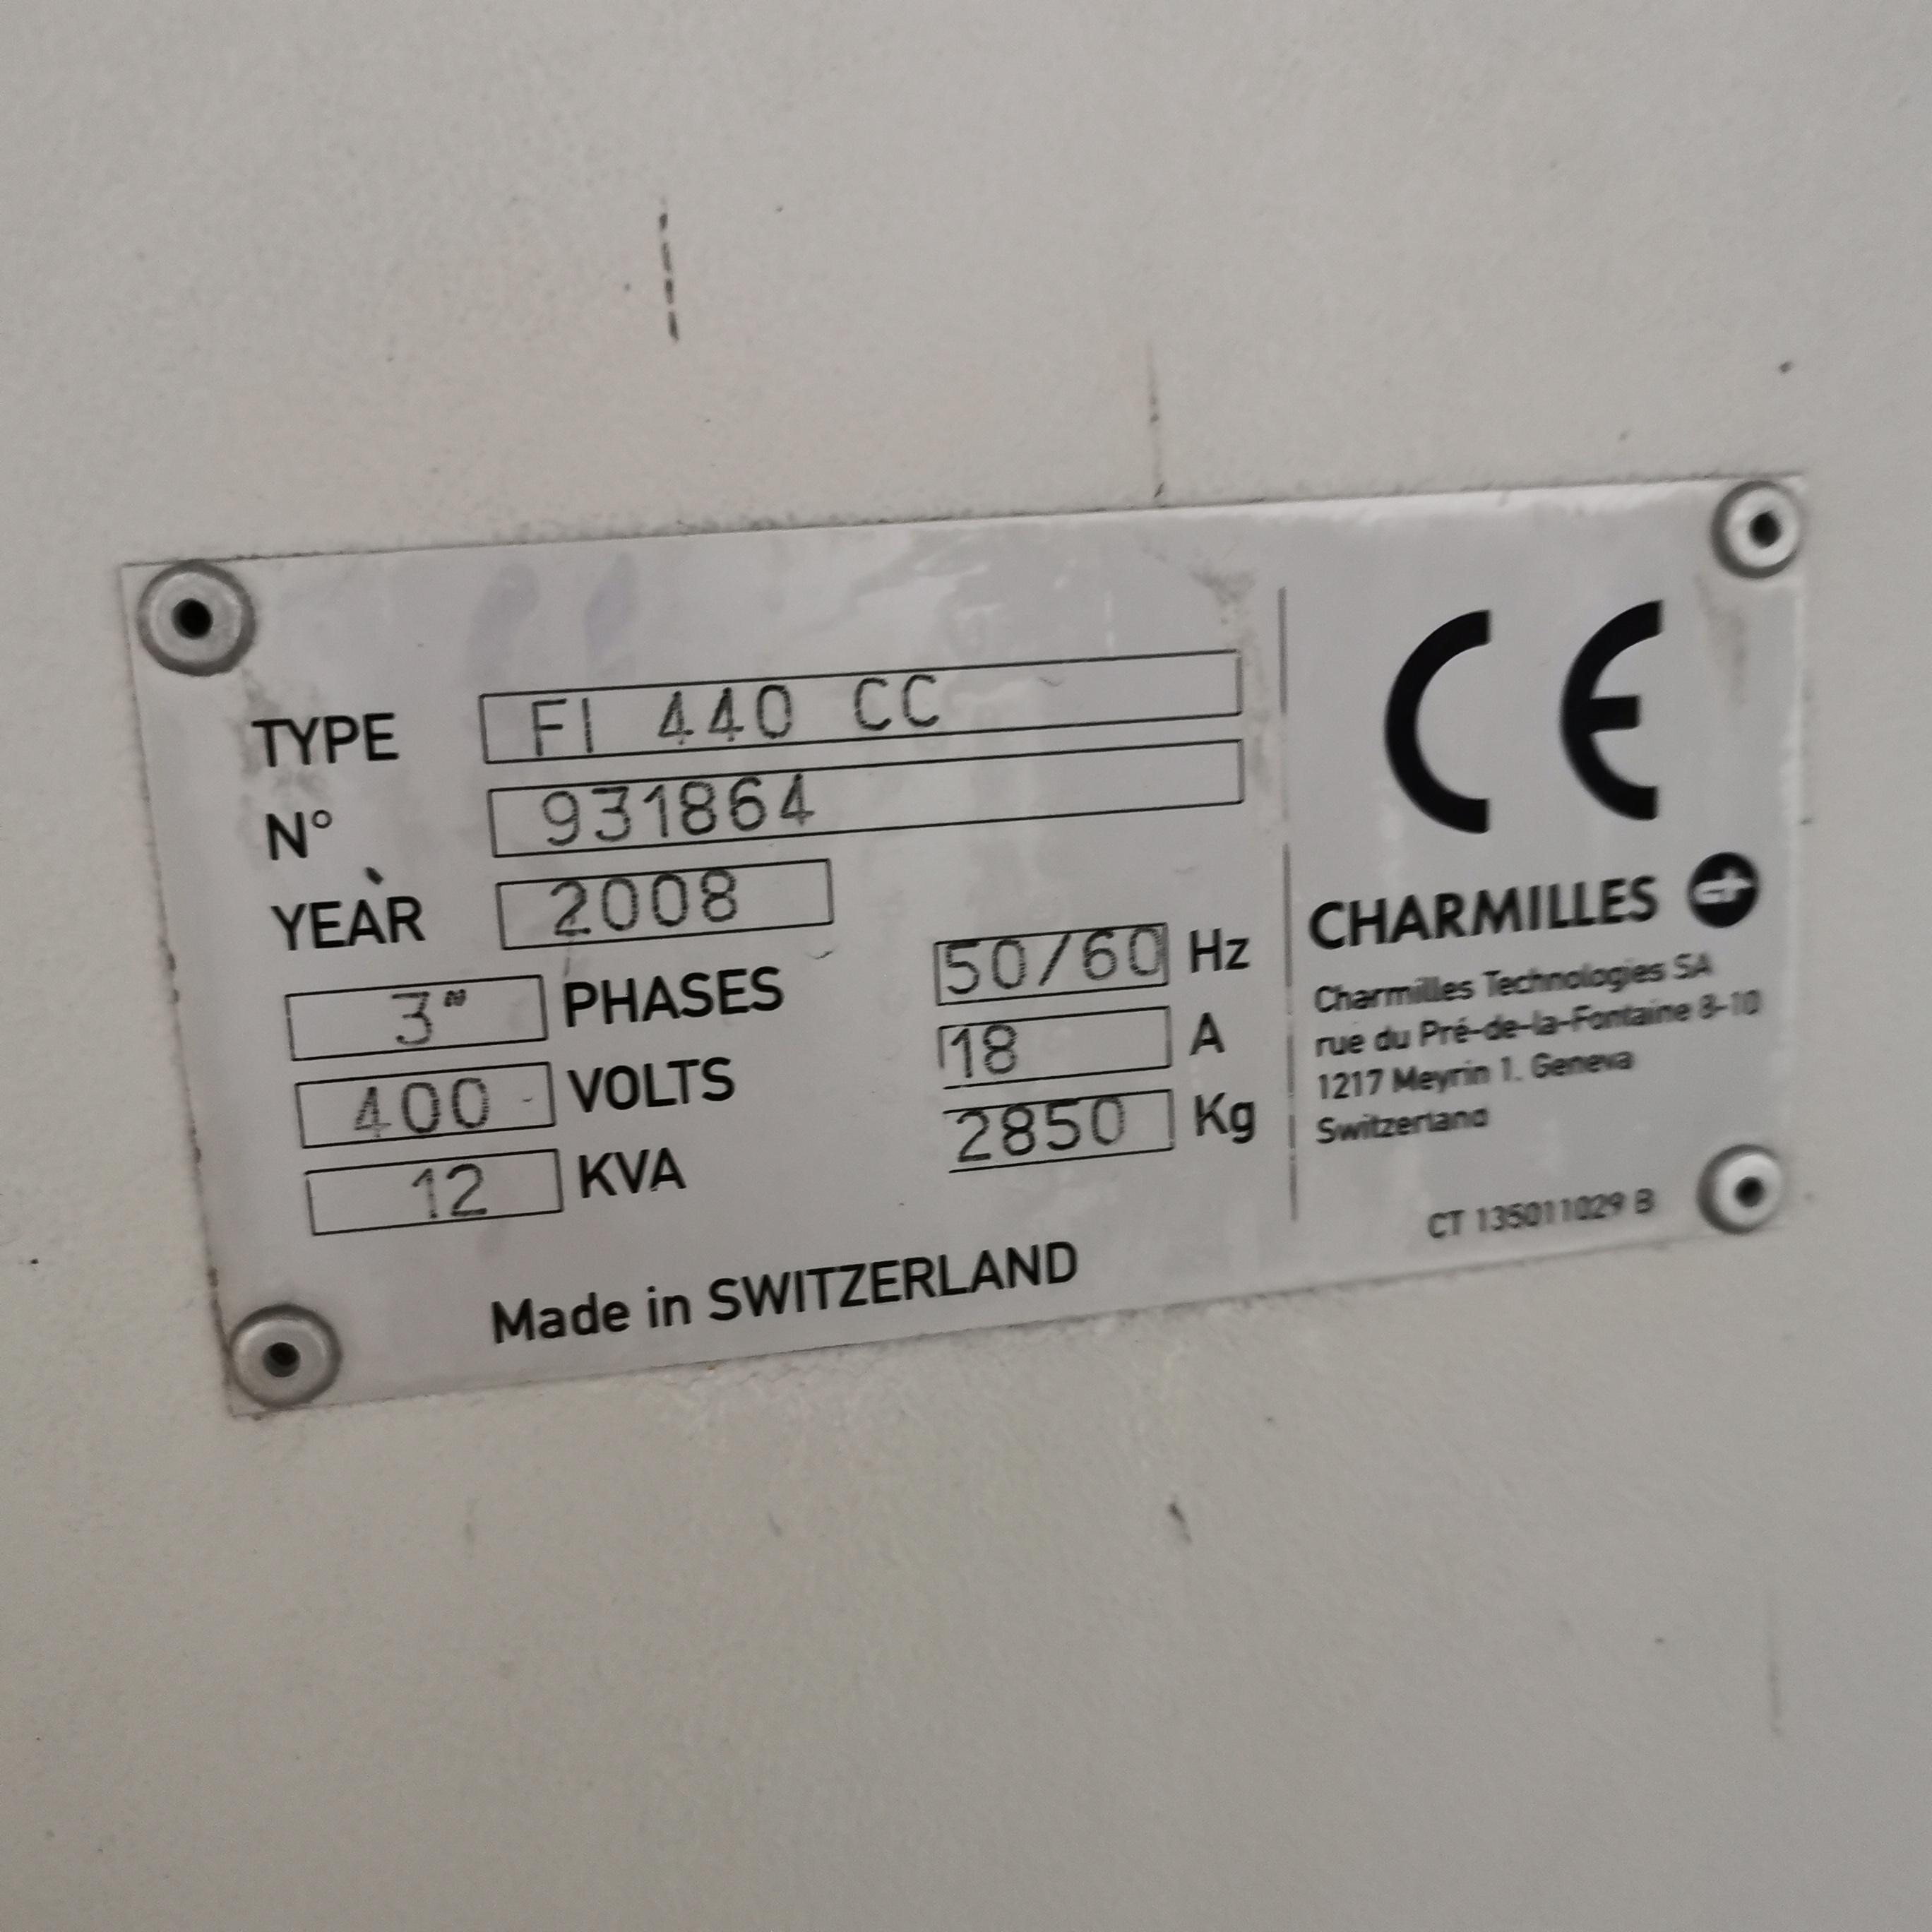 TYPE FI 440 CC
N° 931864
YEAR 2008
3~ PHASES 50/60 Hz
400 VOLTS 18 A
12 KVA 2850 Kg
Made in SWITZERLAND
CE
CHARMILLES
Charmilles Technologies SA
rue du Pré-de-la-Fontaine 8-10
1217 Meyrin 1. Geneva
Switzerland
CT 135011029 B